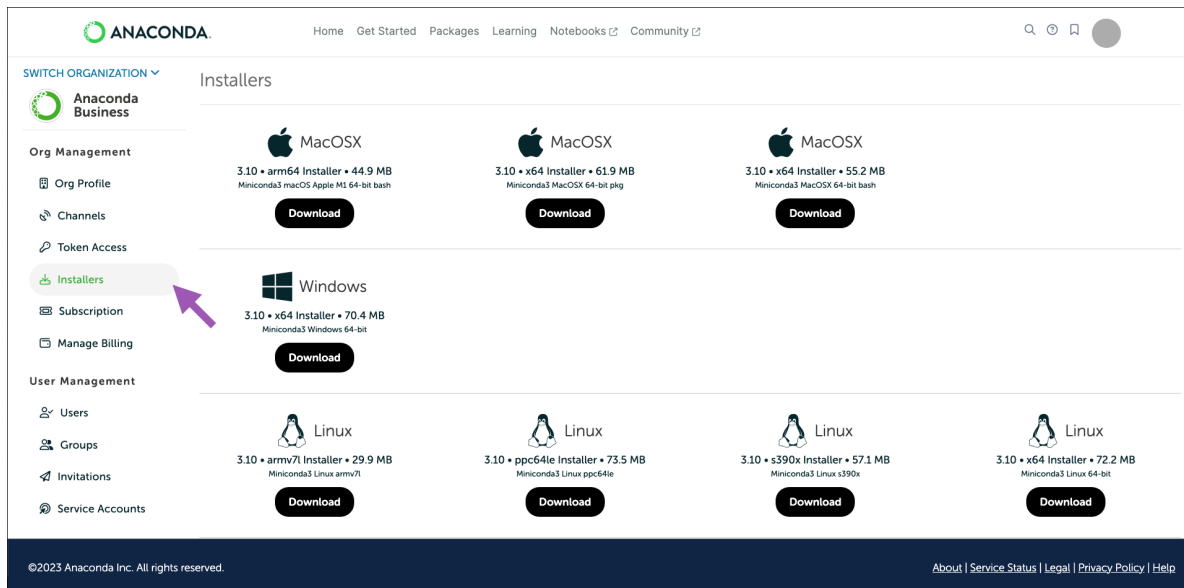 ANACONDA.
Home Get Started Packages Learning Notebooks Community
SWITCH ORGANIZATION
Anaconda
Business
Org Management
Org Profile
Channels
Token Access
Installers
Subscription
Manage Billing
User Management
Users
Groups
Invitations
Service Accounts
Installers
MacOSX MacOSX MacOSX
3.10 • arm64 Installer • 44.9 MB 3.10 • x64 Installer • 61.9 MB 3.10 • x64 Installer • 55.2 MB
Miniconda3 macOS Apple M1 64-bit bash Miniconda3 MacOSX 64-bit pkg Miniconda3 MacOSX 64-bit bash
Download Download Download
Windows
3.10 • x64 Installer • 70.4 MB
Miniconda3 Windows 64-bit
Download
Linux Linux Linux Linux
3.10 • armv7l Installer • 29.9 MB 3.10 • ppc64le Installer • 73.5 MB 3.10 • s390x Installer • 57.1 MB 3.10 • x64 Installer • 72.2 MB
Miniconda3 Linux armv7l Miniconda3 Linux ppc64le Miniconda3 Linux s390x Miniconda3 Linux 64-bit
Download Download Download Download
©2023 Anaconda Inc. All rights reserved. About | Service Status | Legal | Privacy Policy | Help